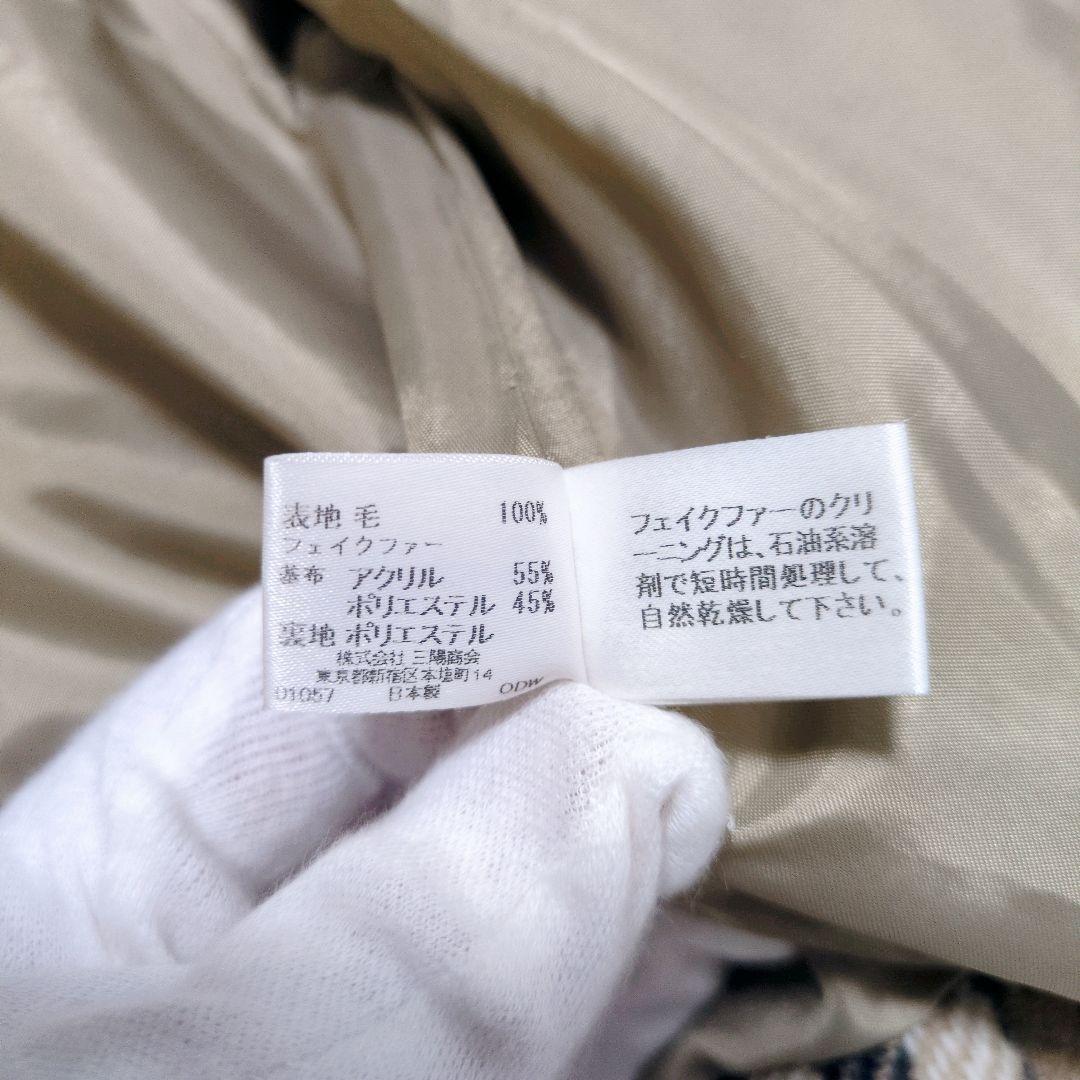 表地 毛 100%
フェイクファー
基布 アクリル 55%
ポリエステル 45%
裏地 ポリエステル
株式会社 三陽商会
東京都新宿区本塩町14
01057 日本製 ODW
フェイクファーのクリ
ーニングは、石油系溶
剤で短時間処理して、
自然乾燥して下さい。